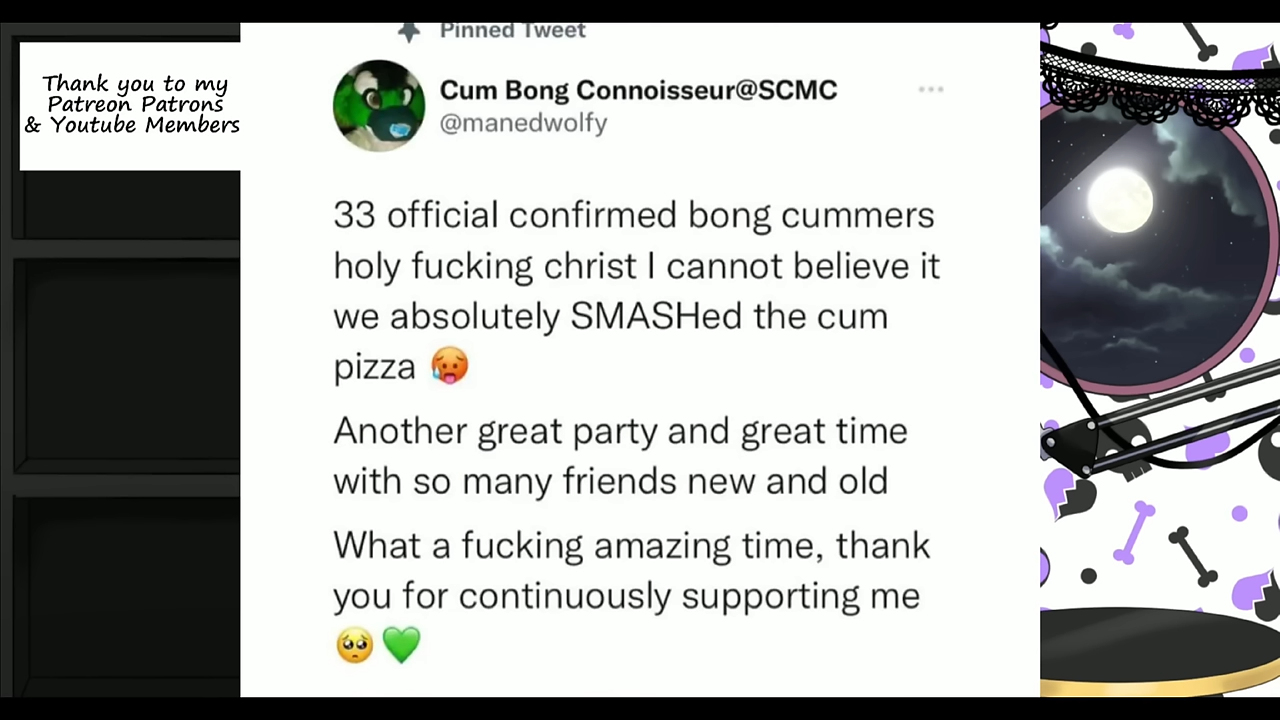 Thank you to my
Patreon Patrons
& Youtube Members
Pinned Tweet
Cum Bong Connoisseur@SCMC
@manedwolfy
33 official confirmed bong cummers
holy fucking christ I cannot believe it
we absolutely SMASHed the cum
pizza 🥵
Another great party and great time
with so many friends new and old
What a fucking amazing time, thank
you for continuously supporting me
🥺💚